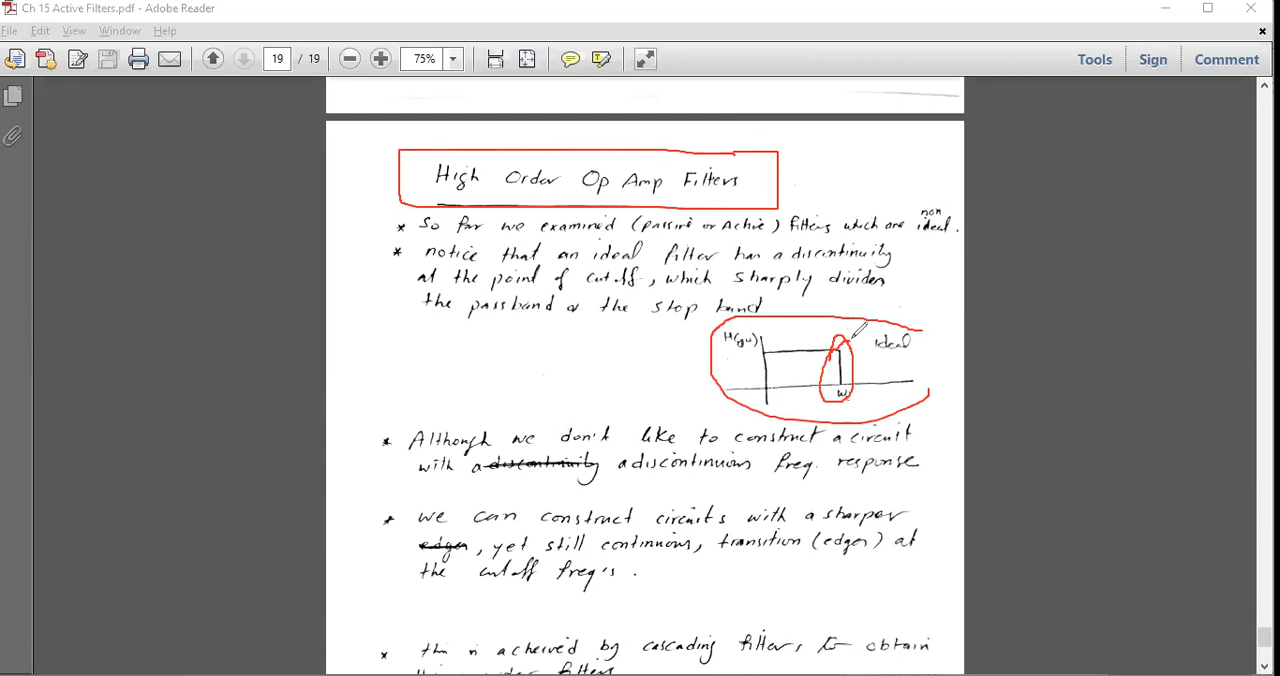 Ch 15 Active Filters.pdf - Adobe Reader
File Edit View Window Help
19 / 19 75% Tools Sign Comment
High Order Op Amp Filters
* So far we examined (passive or Active) filters which are non ideal.
* notice that an ideal filter has a discontinuity
at the point of cutoff, which sharply divides
the passband & the stop band
H(jω) ideal
ω
* Although we don't like to construct a circuit
with a discontinuity a discontinuous freq. response
* we can construct circuits with a sharper
edges, yet still continuous, transition (edges) at
the cutoff freq's.
* this is acheived by cascading filters to obtain
filters